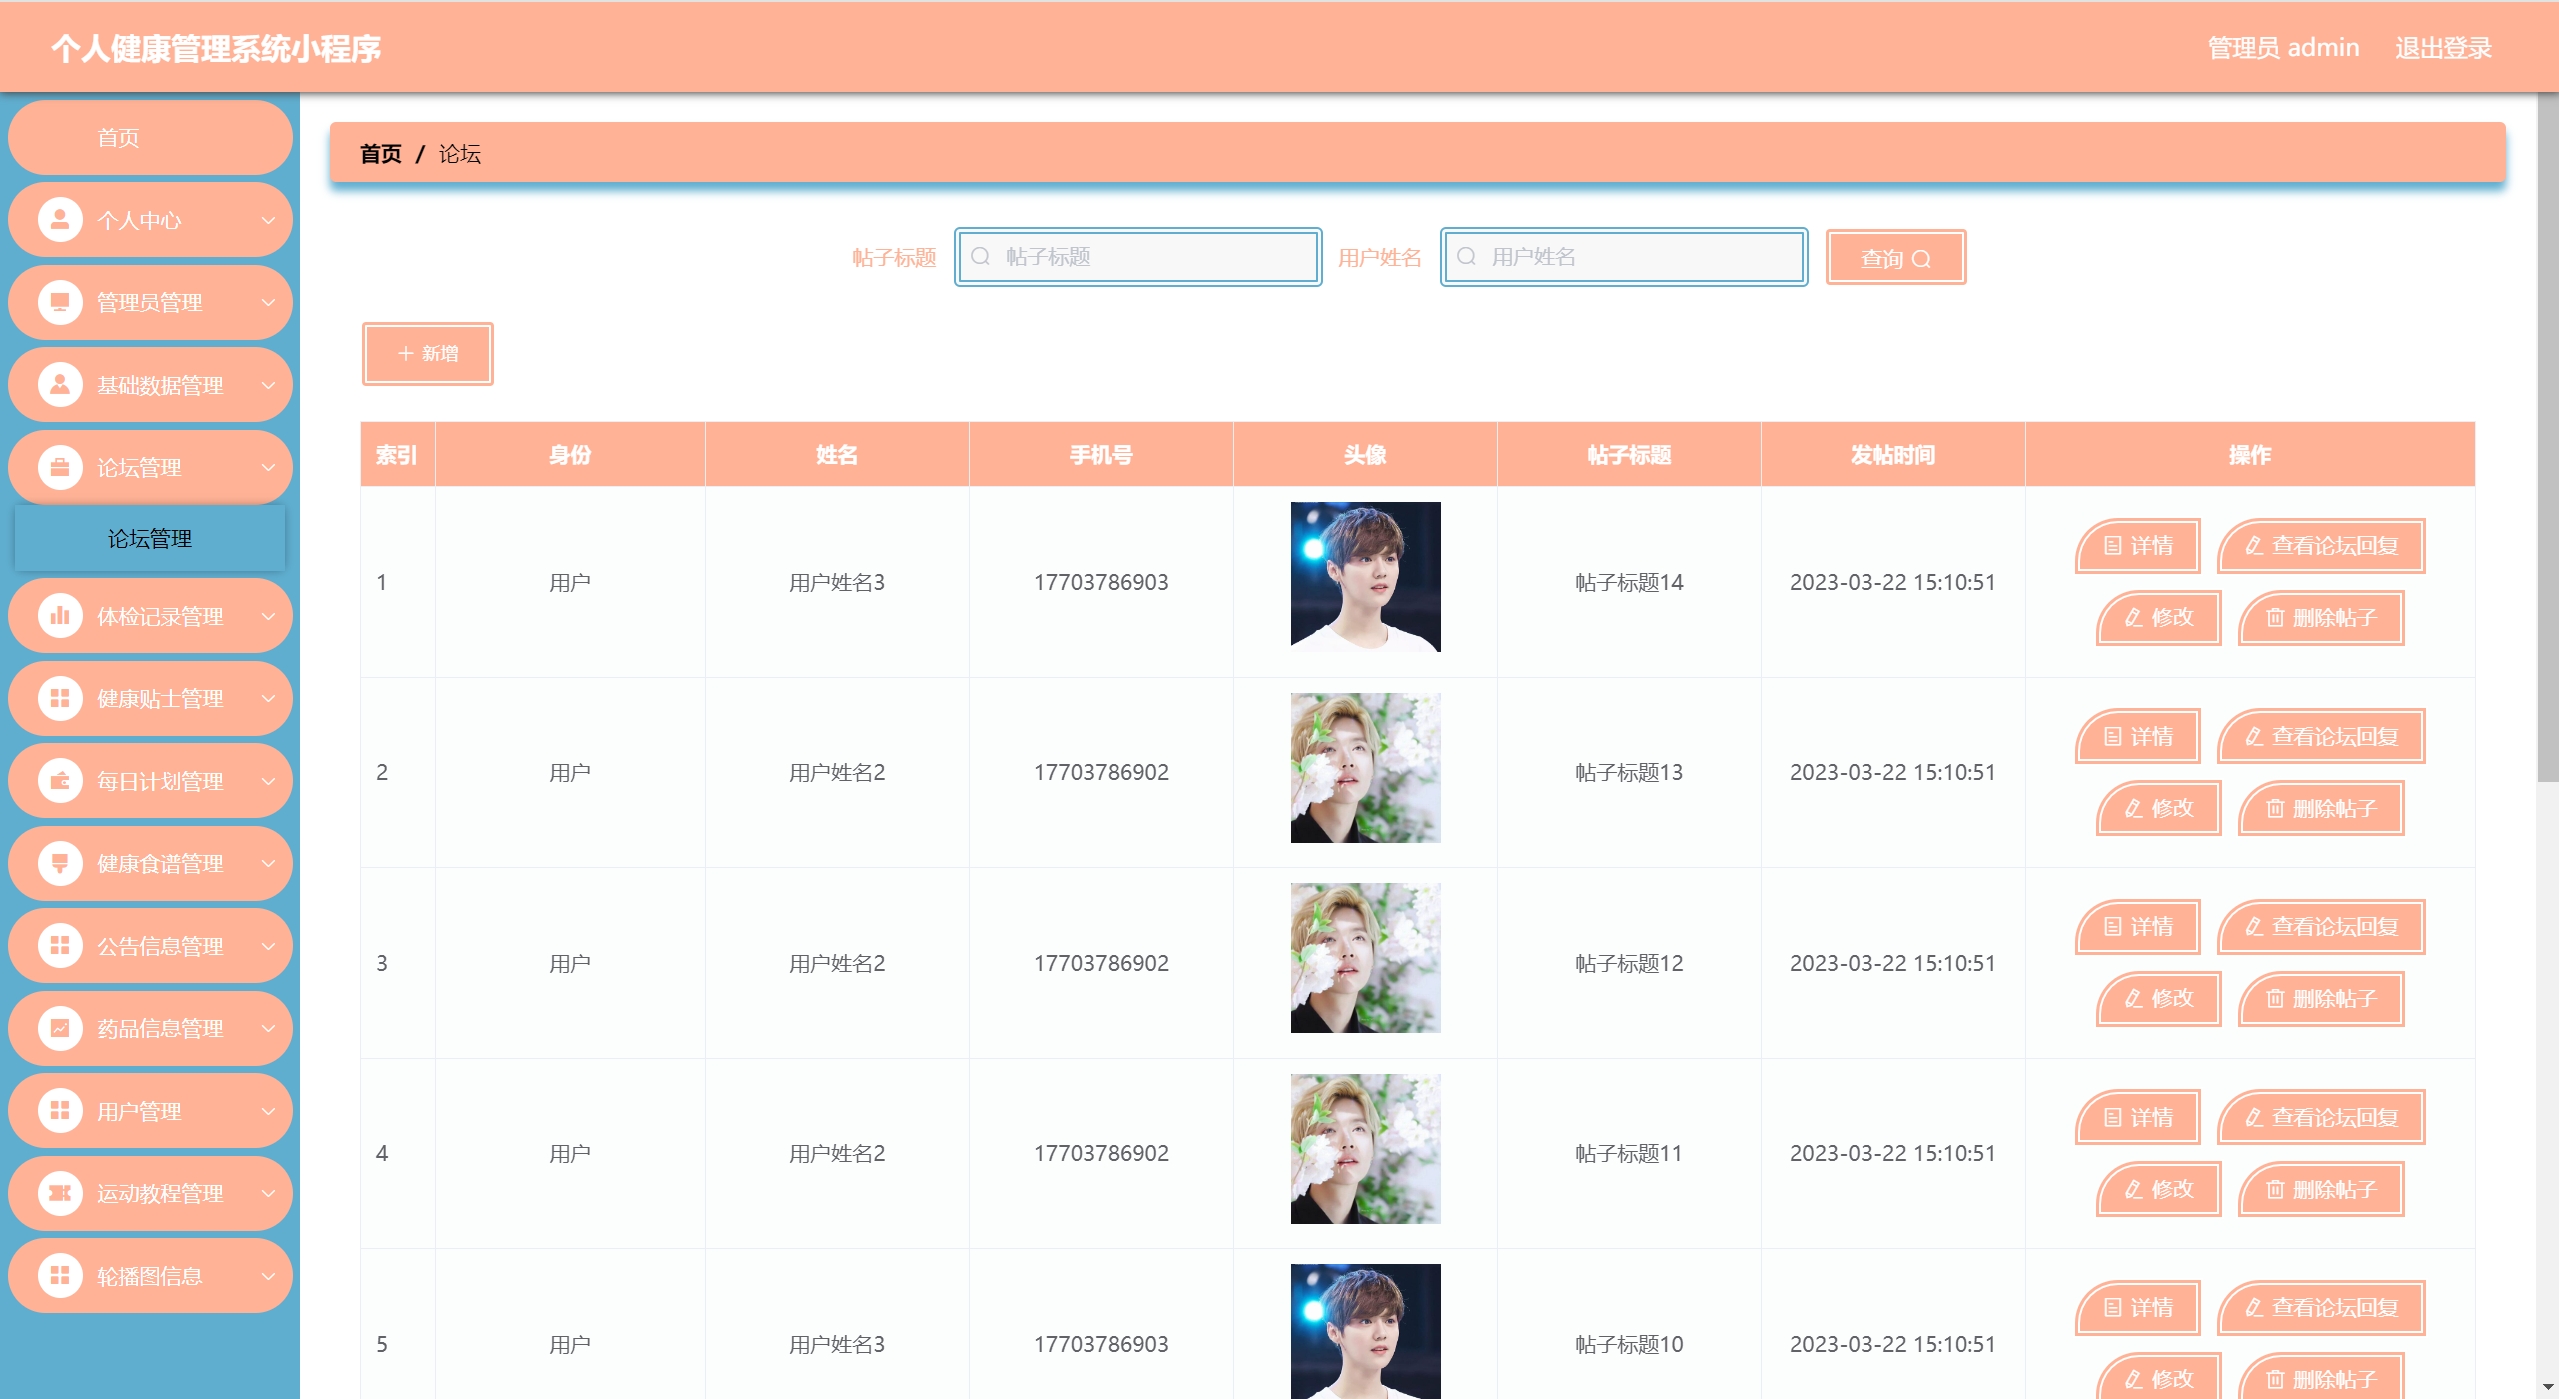 个人健康管理系统小程序
管理员 admin 退出登录
首页
个人中心
管理员管理
基础数据管理
论坛管理
论坛管理
体检记录管理
健康贴士管理
每日计划管理
健康食谱管理
公告信息管理
药品信息管理
用户管理
运动教程管理
轮播图信息
首页 / 论坛
帖子标题 帖子标题 用户姓名 用户姓名 查询
新增
索引 身份 姓名 手机号 头像 帖子标题 发帖时间 操作
1 用户 用户姓名3 17703786903 帖子标题14 2023-03-22 15:10:51 详情 查看论坛回复
修改 删除帖子
2 用户 用户姓名2 17703786902 帖子标题13 2023-03-22 15:10:51 详情 查看论坛回复
修改 删除帖子
3 用户 用户姓名2 17703786902 帖子标题12 2023-03-22 15:10:51 详情 查看论坛回复
修改 删除帖子
4 用户 用户姓名2 17703786902 帖子标题11 2023-03-22 15:10:51 详情 查看论坛回复
修改 删除帖子
5 用户 用户姓名3 17703786903 帖子标题10 2023-03-22 15:10:51 详情 查看论坛回复
修改 删除帖子